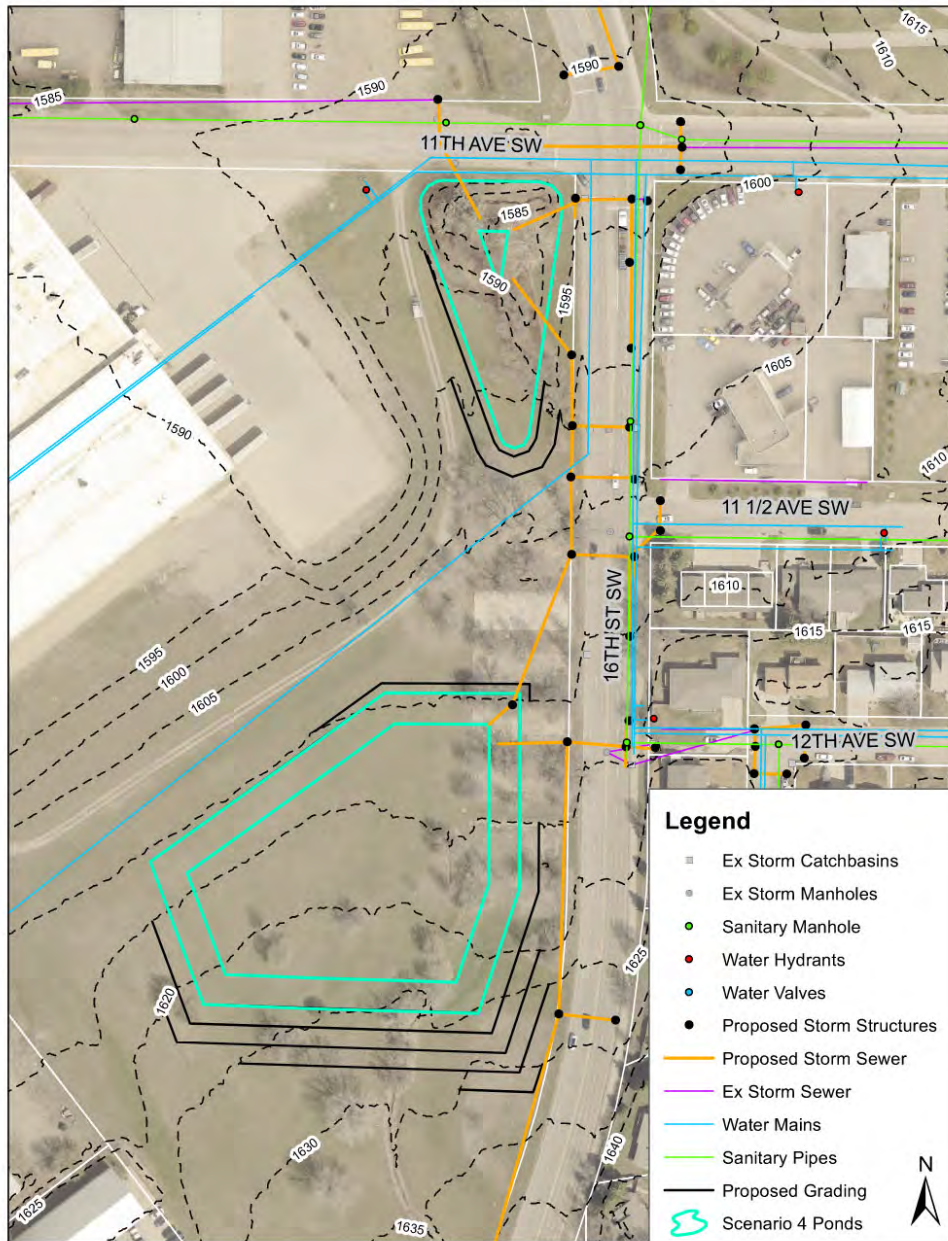 1615
1590
1610
1585
1590
11TH AVE SW
1600
1585
1590
1595
1605
1590
1610
11 1/2 AVE SW
1610
1615
1615
16TH ST SW
1595
1600
1605
12TH AVE SW
Legend
Ex Storm Catchbasins
Ex Storm Manholes
Sanitary Manhole
Water Hydrants
Water Valves
Proposed Storm Structures
Proposed Storm Sewer
Ex Storm Sewer
Water Mains
Sanitary Pipes
Proposed Grading
Scenario 4 Ponds
N
1625
1620
1630
1640
1625
1635